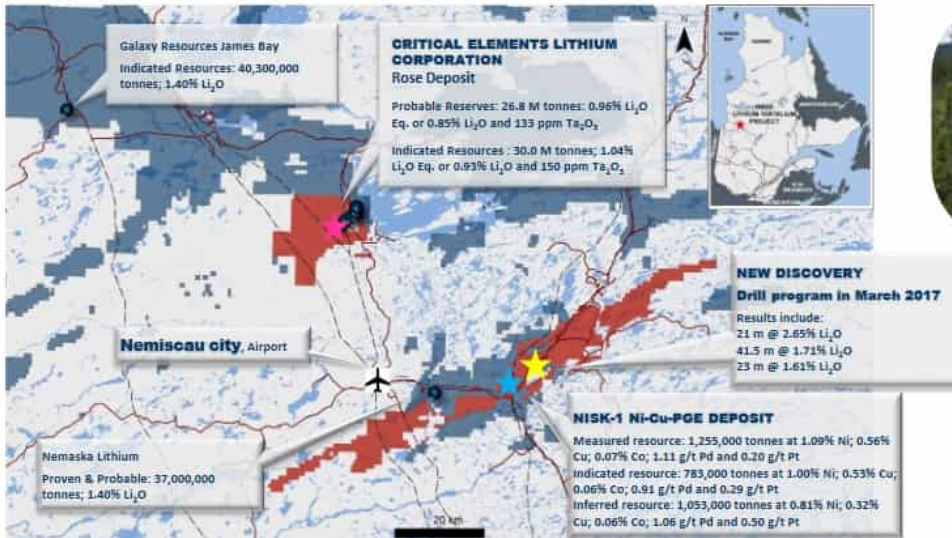 Galaxy Resources James Bay
Indicated Resources: 40,300,000
tonnes; 1.40% Li₂O
CRITICAL ELEMENTS LITHIUM
CORPORATION
Rose Deposit
Probable Reserves: 26.8 M tonnes: 0.96% Li₂O
Eq. or 0.85% Li₂O and 133 ppm Ta₂O₅
Indicated Resources : 30.0 M tonnes; 1.04%
Li₂O Eq. or 0.93% Li₂O and 150 ppm Ta₂O₅
N
PROJECT
NEW DISCOVERY
Drill program in March 2017
Results include:
21 m @ 2.65% Li₂O
41.5 m @ 1.71% Li₂O
23 m @ 1.61% Li₂O
Nemiscau city, Airport
NISK-1 Ni-Cu-PGE DEPOSIT
Measured resource: 1,255,000 tonnes at 1.09% Ni; 0.56%
Cu; 0.07% Co; 1.11 g/t Pd and 0.20 g/t Pt
Indicated resource: 783,000 tonnes at 1.00% Ni; 0.53% Cu;
0.06% Co; 0.91 g/t Pd and 0.29 g/t Pt
Inferred resource: 1,053,000 tonnes at 0.81% Ni; 0.32%
Cu; 0.06% Co; 1.06 g/t Pd and 0.50 g/t Pt
Nemaska Lithium
Proven & Probable: 37,000,000
tonnes; 1.40% Li₂O
20 km